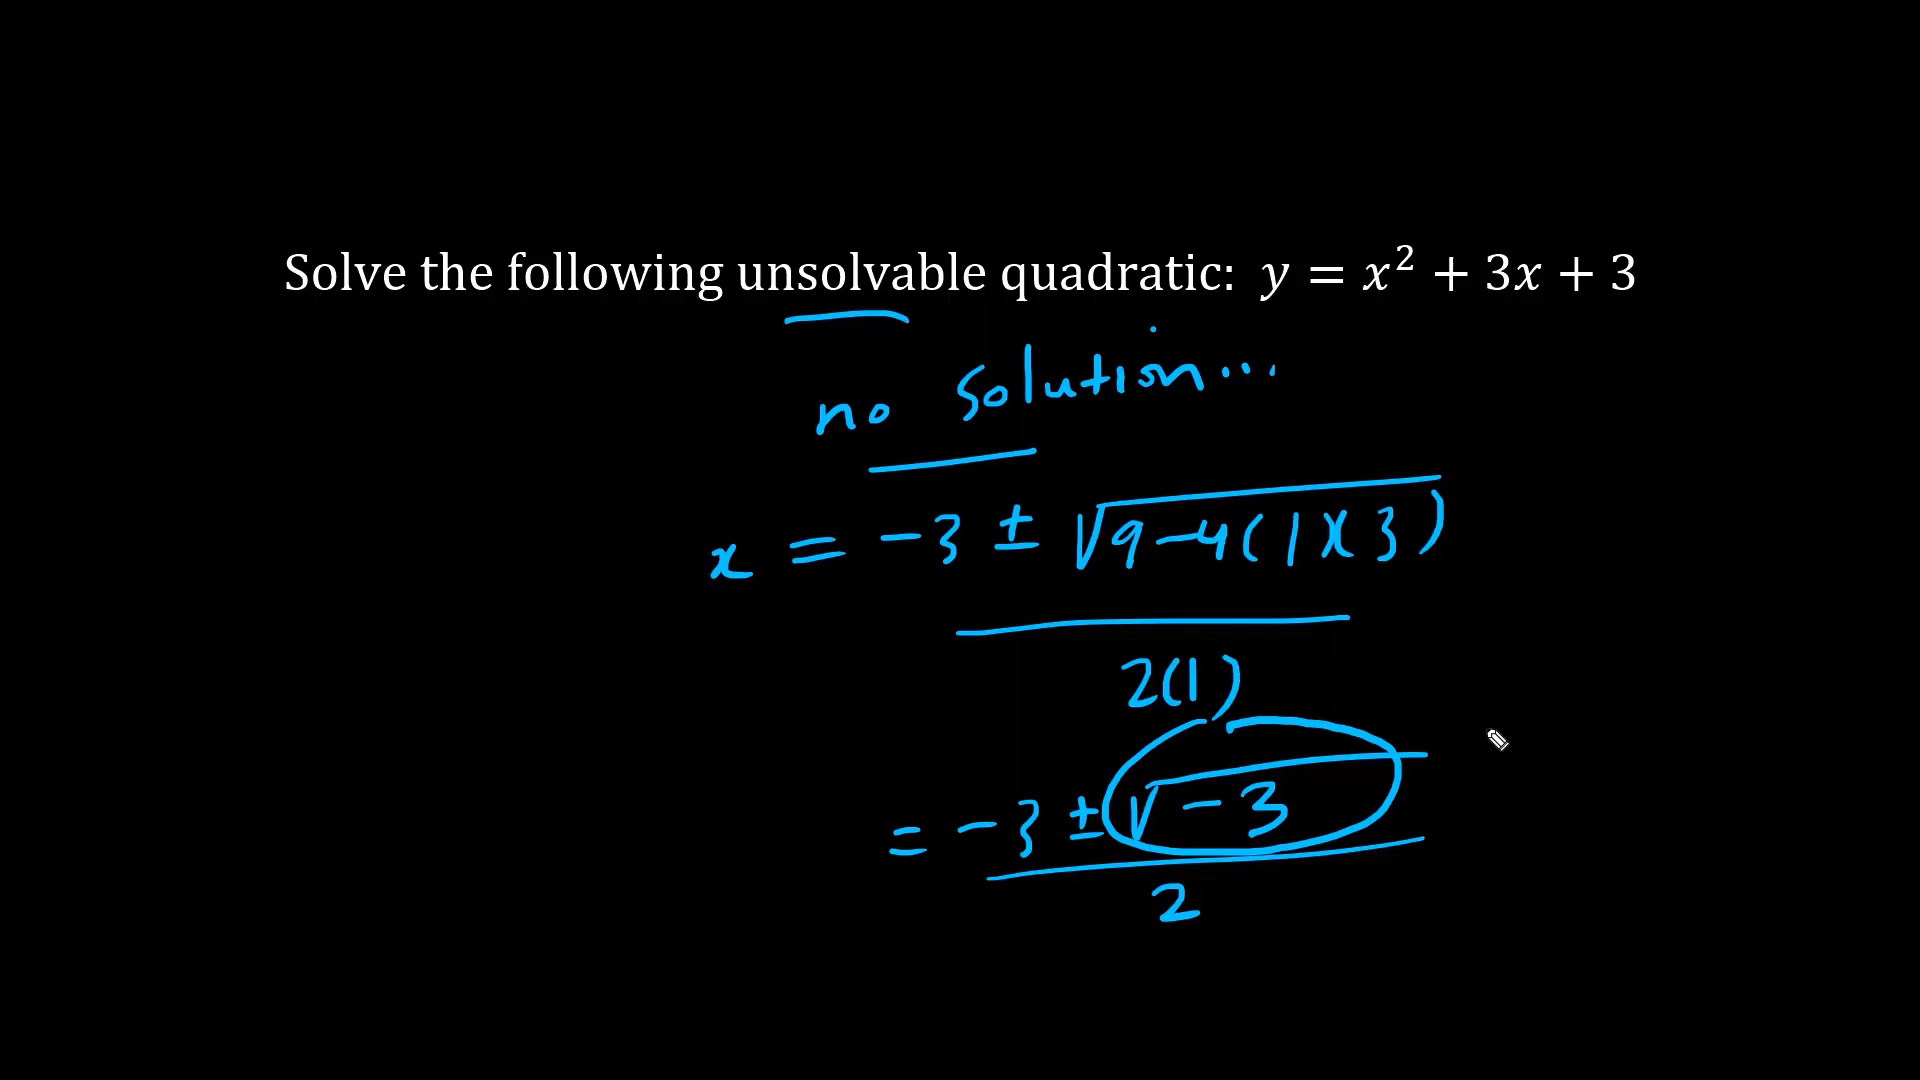 Solve the following unsolvable quadratic: y = x² + 3x + 3
no solution...
x = -3 ± √9-4(1)(3)
2(1)
= -3 ± √-3
2